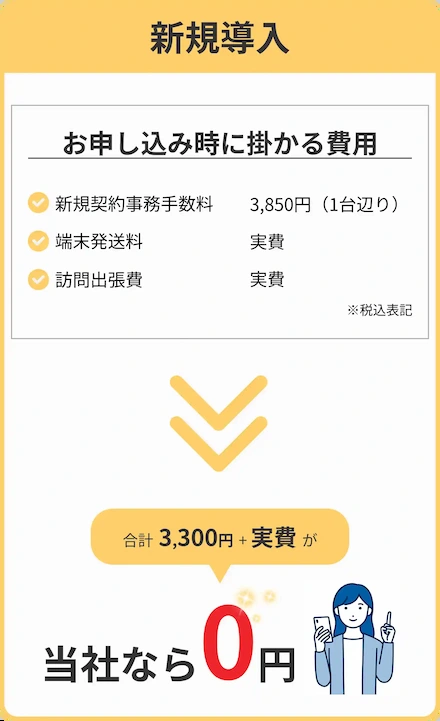 新規導入
お申し込み時に掛かる費用
新規契約事務手数料 3,850円（1台辺り）
端末発送料 実費
訪問出張費 実費
※税込表記
合計 3,300円 + 実費 が
当社なら0円